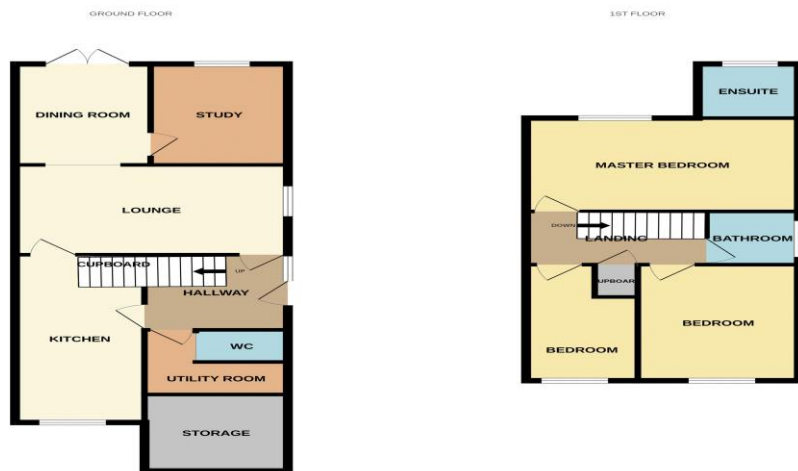 GROUND FLOOR
DINING ROOM
STUDY
LOUNGE
CUPBOARD
UP
HALLWAY
KITCHEN
WC
UTILITY ROOM
STORAGE
1ST FLOOR
ENSUITE
MASTER BEDROOM
DOWN
LANDING
BATHROOM
UPBOAR
BEDROOM
BEDROOM